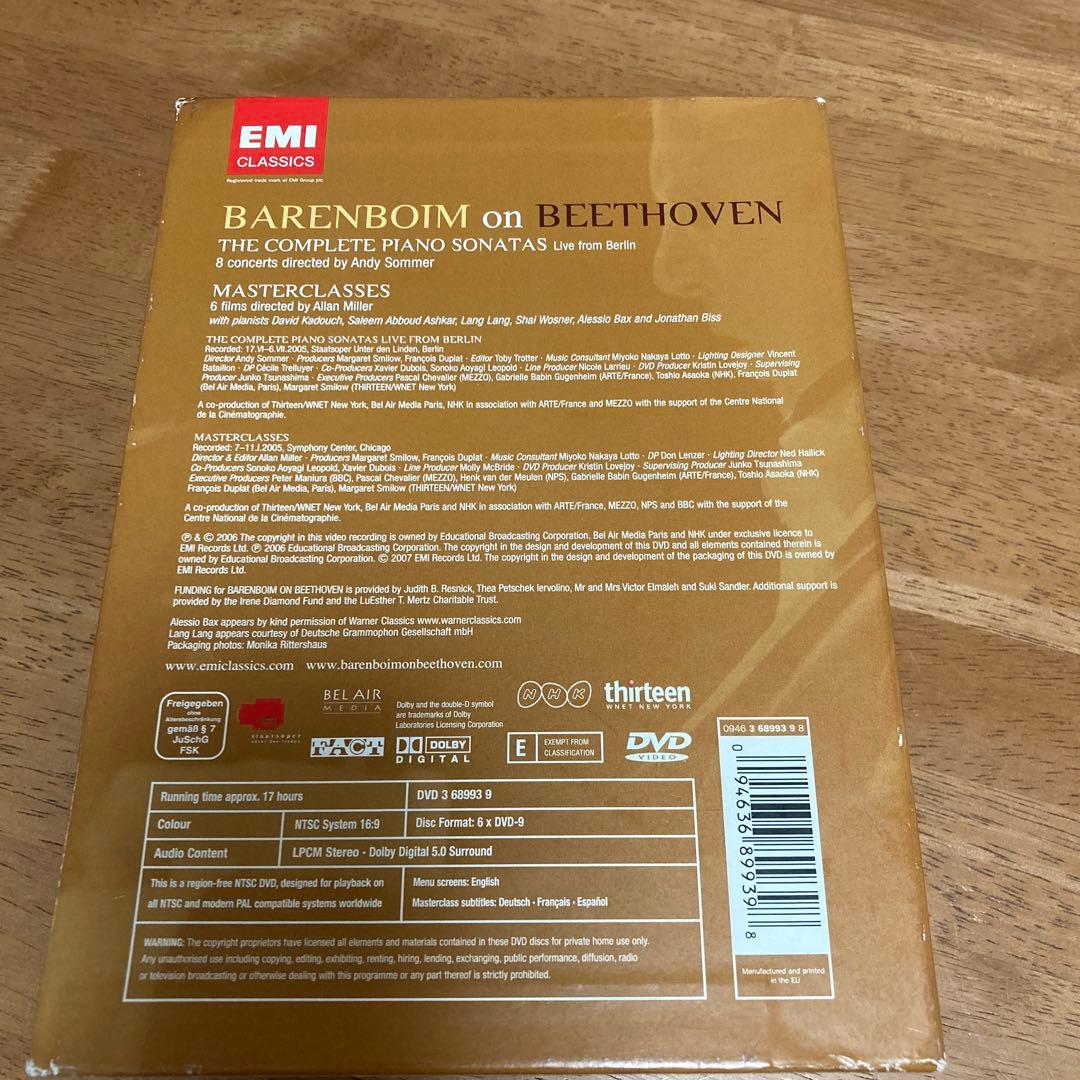 EMI
CLASSICS
Registered trade mark of EMI Group plc
BARENBOIM on BEETHOVEN
THE COMPLETE PIANO SONATAS Live from Berlin
8 concerts directed by Andy Sommer
MASTERCLASSES
6 films directed by Allan Miller
with pianists David Kadouch, Saleem Abboud Ashkar, Lang Lang, Shai Wosner, Alessio Bax and Jonathan Biss
THE COMPLETE PIANO SONATAS LIVE FROM BERLIN
Recorded: 17.VI–6.VII.2005, Staatsoper Unter den Linden, Berlin
Director Andy Sommer · Producers Margaret Smilow, François Duplat · Editor Toby Trotter · Music Consultant Miyoko Nakaya Lotto · Lighting Designer Vincent
Bataillon · DP Cécile Trelluyer · Co-Producers Xavier Dubois, Sonoko Aoyagi Leopold · Line Producer Nicole Larrieu · DVD Producer Kristin Lovejoy · Supervising
Producer Junko Tsunashima · Executive Producers Pascal Chevalier (MEZZO), Gabrielle Babin Gugenheim (ARTE/France), Toshio Asaoka (NHK), François Duplat
(Bel Air Media, Paris), Margaret Smilow (THIRTEEN/WNET New York)
A co-production of Thirteen/WNET New York, Bel Air Media Paris, NHK in association with ARTE/France and MEZZO with the support of the Centre National
de la Cinématographie.
MASTERCLASSES
Recorded: 7–11.I.2005, Symphony Center, Chicago
Director & Editor Allan Miller · Producers Margaret Smilow, François Duplat · Music Consultant Miyoko Nakaya Lotto · DP Don Lenzer · Lighting Director Ned Hallick
Co-Producers Sonoko Aoyagi Leopold, Xavier Dubois · Line Producer Molly McBride · DVD Producer Kristin Lovejoy · Supervising Producer Junko Tsunashima
Executive Producers Peter Maniura (BBC), Pascal Chevalier (MEZZO), Henk van der Meulen (NPS), Gabrielle Babin Gugenheim (ARTE/France), Toshio Asaoka (NHK)
François Duplat (Bel Air Media, Paris), Margaret Smilow (THIRTEEN/WNET New York)
A co-production of Thirteen/WNET New York, Bel Air Media Paris and NHK in association with ARTE/France, MEZZO, NPS and BBC with the support of the
Centre National de la Cinématographie.
℗ & © 2006 The copyright in this video recording is owned by Educational Broadcasting Corporation, Bel Air Media Paris and NHK under exclusive licence to
EMI Records Ltd. ℗ 2006 Educational Broadcasting Corporation. The copyright in the design and development of this DVD and all elements contained therein is
owned by Educational Broadcasting Corporation. © 2007 EMI Records Ltd. The copyright in the design and development of the packaging of this DVD is owned by
EMI Records Ltd.
FUNDING for BARENBOIM ON BEETHOVEN is provided by Judith B. Resnick, Thea Petschek Iervolino, Mr and Mrs Victor Elmaleh and Suki Sandler. Additional support is
provided by the Irene Diamond Fund and the LuEsther T. Mertz Charitable Trust.
Alessio Bax appears by kind permission of Warner Classics www.warnerclassics.com
Lang Lang appears courtesy of Deutsche Grammophon Gesellschaft mbH
Packaging photos: Monika Rittershaus
www.emiclassics.com www.barenboimonbeethoven.com
Freigegeben
ohne
Altersbeschränkung
gemäß § 7
JuSchG
FSK
staatsoper
unter den linden
BEL AIR
MEDIA
FACT
Dolby and the double-D symbol
are trademarks of Dolby
Laboratories Licensing Corporation
DOLBY
DIGITAL
NHK
thirteen
WNET NEW YORK
E EXEMPT FROM
CLASSIFICATION
DVD
VIDEO
0946 3 68993 9 8
0 94636 89939 8
Manufactured and printed
in the EU
Running time approx. 17 hours DVD 3 68993 9
Colour NTSC System 16:9 Disc Format: 6 x DVD-9
Audio Content LPCM Stereo · Dolby Digital 5.0 Surround
This is a region-free NTSC DVD, designed for playback on
all NTSC and modern PAL compatible systems worldwide
Menu screens: English
Masterclass subtitles: Deutsch · Français · Español
WARNING: The copyright proprietors have licensed all elements and materials contained in these DVD discs for private home use only.
Any unauthorised use including copying, editing, exhibiting, renting, hiring, lending, exchanging, public performance, diffusion, radio
or television broadcasting or otherwise dealing with this programme or any part thereof is strictly prohibited.